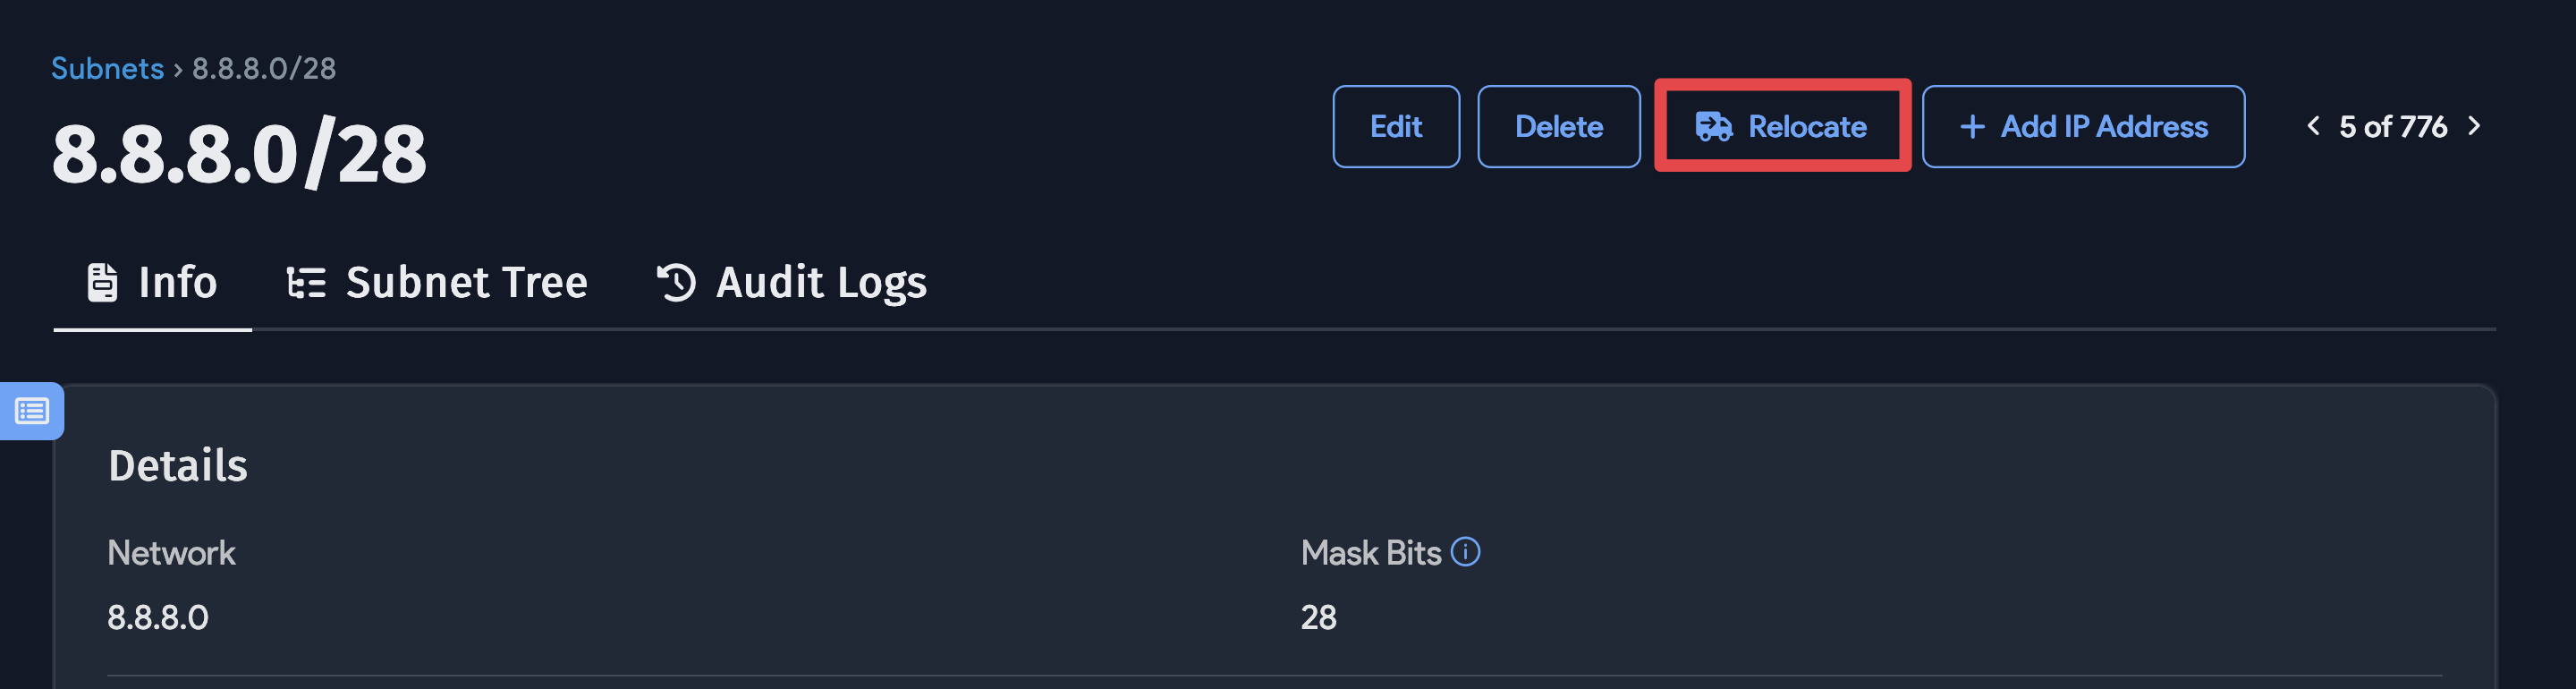 Subnets › 8.8.8.0/28
8.8.8.0/28
Edit
Delete
Relocate
+ Add IP Address
‹ 5 of 776 ›
Info
Subnet Tree
Audit Logs
Details
Network
Mask Bits
8.8.8.0
28